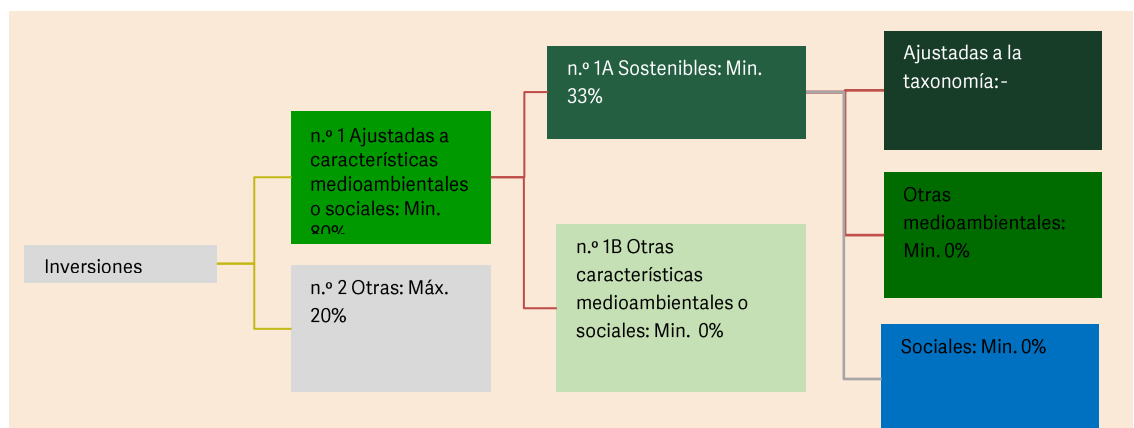 Inversiones
n.º 1 Ajustadas a
características
medioambientales
o sociales: Min.
80%
n.º 2 Otras: Máx.
20%
n.º 1A Sostenibles: Min.
33%
n.º 1B Otras
características
medioambientales o
sociales: Min. 0%
Ajustadas a la
taxonomía:-
Otras
medioambientales:
Min. 0%
Sociales: Min. 0%